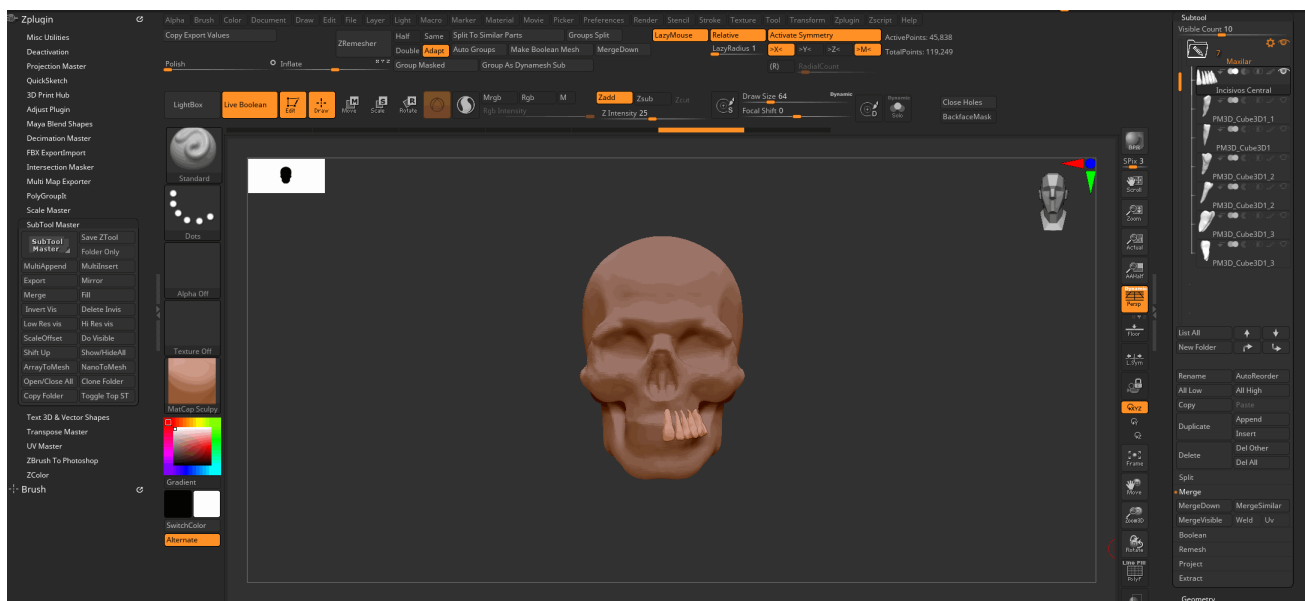 Zplugin
Alpha Brush Color Document Draw Edit File Layer Light Macro Marker Material Movie Picker Preferences Render Stencil Stroke Texture Tool Transform Zplugin Zscript Help
Misc Utilities
Deactivation
Projection Master
QuickSketch
3D Print Hub
Adjust Plugin
Maya Blend Shapes
Decimation Master
FBX ExportImport
Intersection Masker
Multi Map Exporter
PolyGroupIt
Scale Master
SubTool Master
SubTool Master
Save ZTool
Folder Only
MultiAppend MultiInsert
Export Mirror
Merge Fill
Invert Vis Delete Invis
Low Res vis Hi Res vis
ScaleOffset Do Visible
Shift Up Show/HideAll
ArrayToMesh NanoToMesh
Open/Close All Clone Folder
Copy Folder Toggle Top ST
Text 3D & Vector Shapes
Transpose Master
UV Master
ZBrush To Photoshop
ZColor
Brush
Copy Export Values
Polish
Inflate
X Y Z
ZRemesher
Half Same Split To Similar Parts Groups Split
Double Adapt Auto Groups Make Boolean Mesh MergeDown
Group Masked Group As Dynamesh Sub
LazyMouse Relative Activate Symmetry ActivePoints: 45,838
LazyRadius 1 >X< >Y< >Z< >M< TotalPoints: 119,249
(R) RadialCount
LightBox
Live Boolean
Edit
Draw
Move
Scale
Rotate
Mrgb Rgb M
Rgb Intensity
Zadd Zsub Zcut
Z Intensity 25
S
Draw Size 64 Dynamic
Focal Shift 0
D
Dynamic
Solo
Close Holes
BackfaceMask
Standard
Dots
Alpha Off
Texture Off
MatCap Sculpy
Gradient
SwitchColor
Alternate
BPR
SPix 3
Scroll
Zoom
Actual
AAHalf
Dynamic
Persp
Floor
L.Sym
XYZ
Frame
Move
Zoom3D
Rotate
Line Fill
PolyF
Subtool
Visible Count 10
7
Maxilar
Incisivos Central
PM3D_Cube3D1_1
PM3D_Cube3D1
PM3D_Cube3D1_2
PM3D_Cube3D1_2
PM3D_Cube3D1_3
PM3D_Cube3D1_3
List All
New Folder
Rename AutoReorder
All Low All High
Copy Paste
Duplicate Append
Insert
Delete Del Other
Del All
Split
Merge
MergeDown MergeSimilar
MergeVisible Weld Uv
Boolean
Remesh
Project
Extract
Geometry